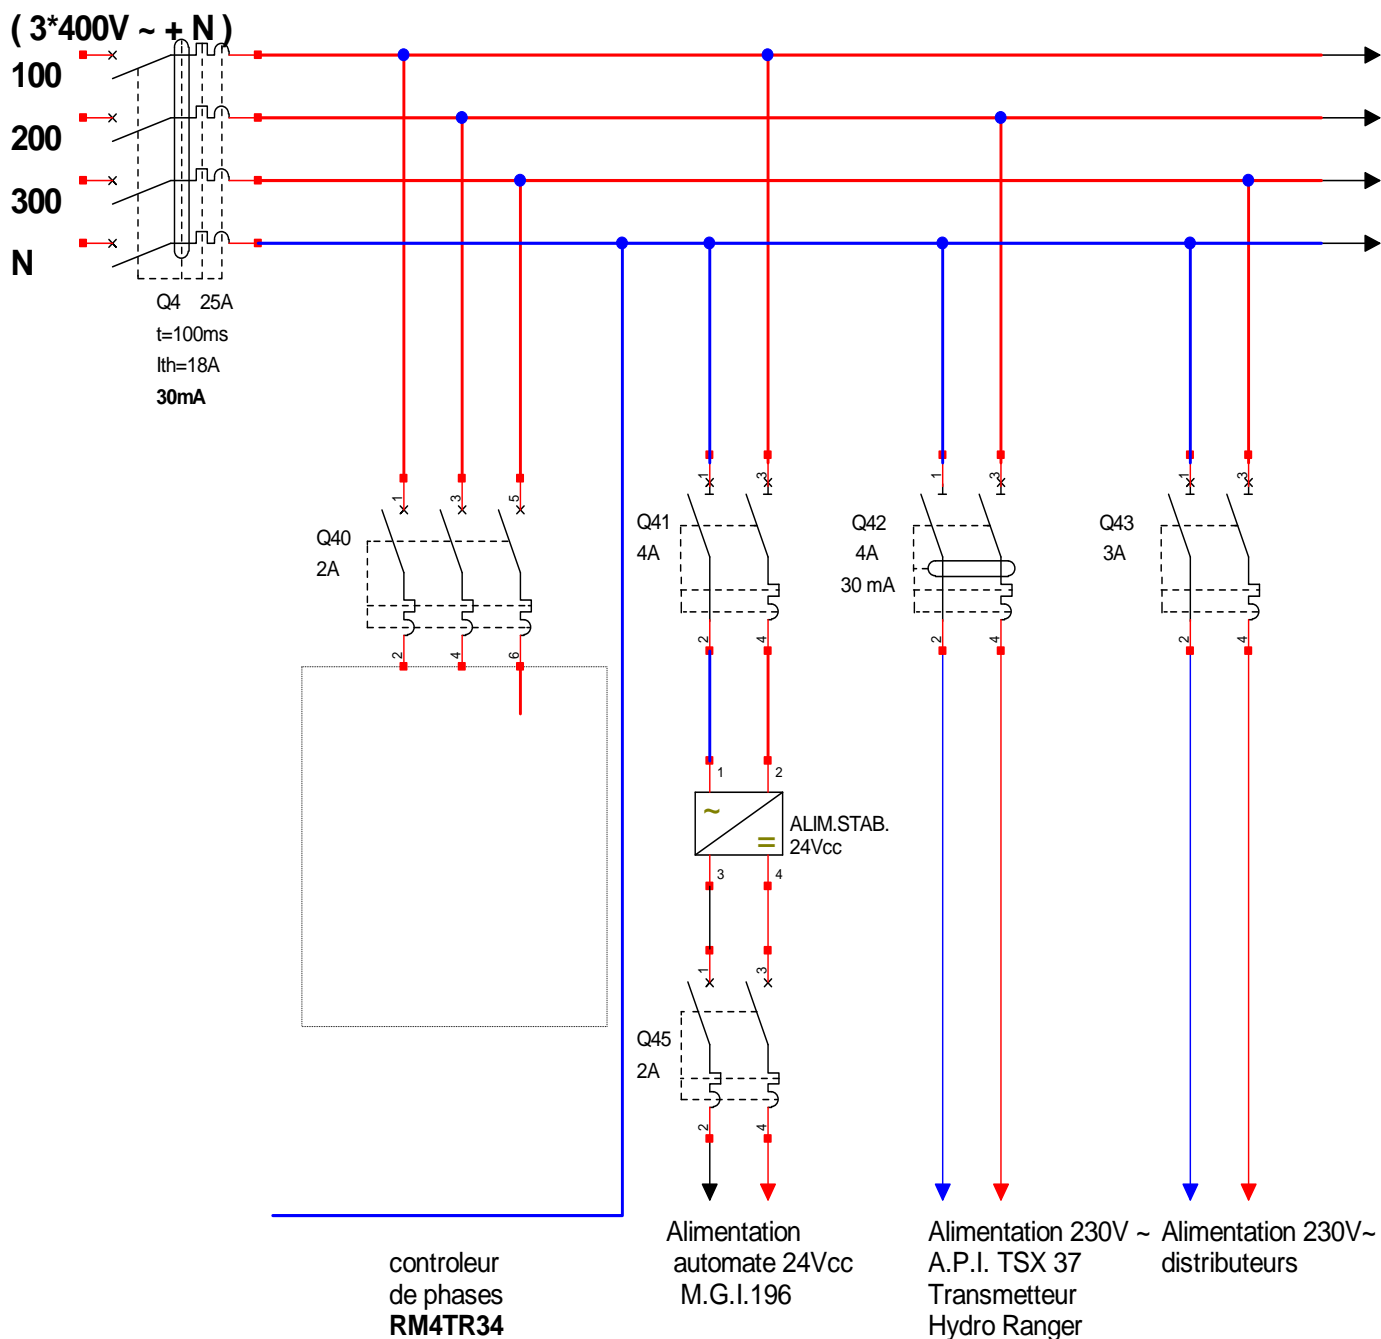 ( 3*400V ~ + N )
100
200
300
N
Q4 25A
t=100ms
Ith=18A
30mA
1 3 5
Q40
2A
2 4 6
1 3
Q41
4A
2 4
1 3
Q42
4A
30 mA
2 4
1 3
Q43
3A
2 4
1 2
~
=
ALIM.STAB.
24Vcc
3 4
1 3
Q45
2A
2 4
controleur
de phases
RM4TR34
Alimentation
automate 24Vcc
M.G.I.196
Alimentation 230V ~
A.P.I. TSX 37
Transmetteur
Hydro Ranger
Alimentation 230V~
distributeurs